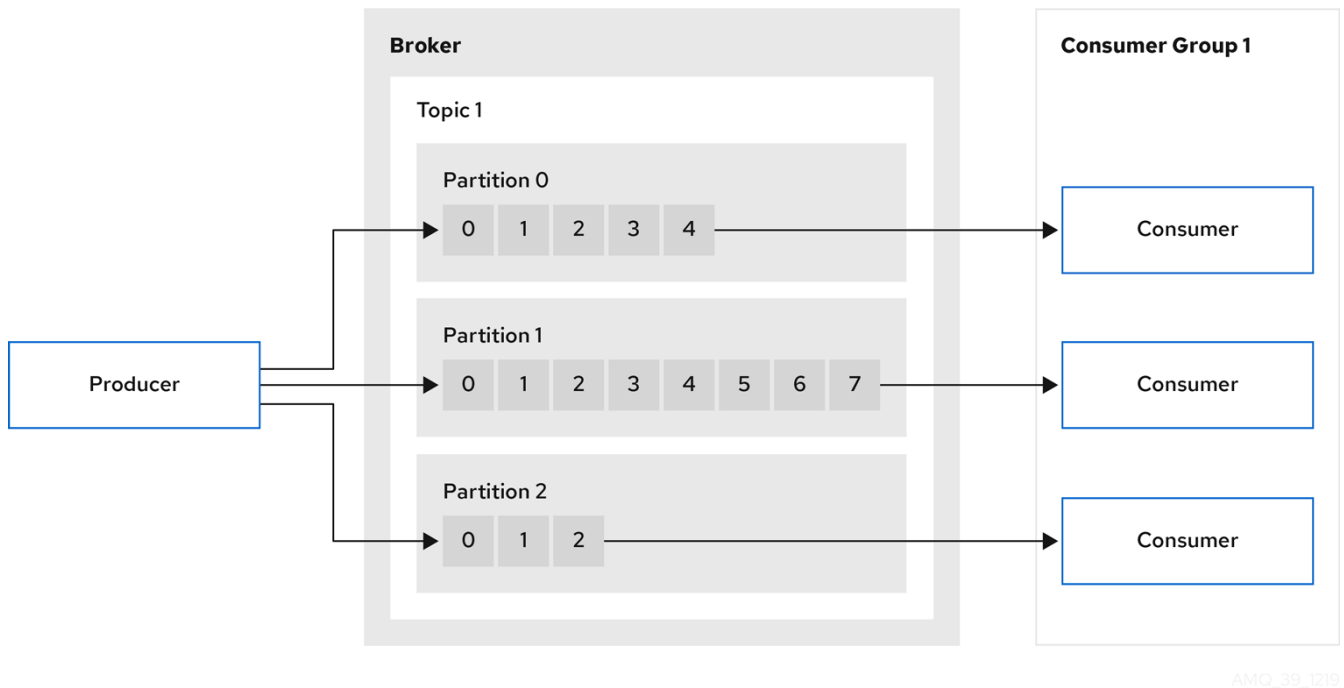 Broker
Consumer Group 1
Topic 1
Partition 0
0 1 2 3 4
Consumer
Partition 1
Producer
0 1 2 3 4 5 6 7
Consumer
Partition 2
0 1 2
Consumer
AMQ_39_1219